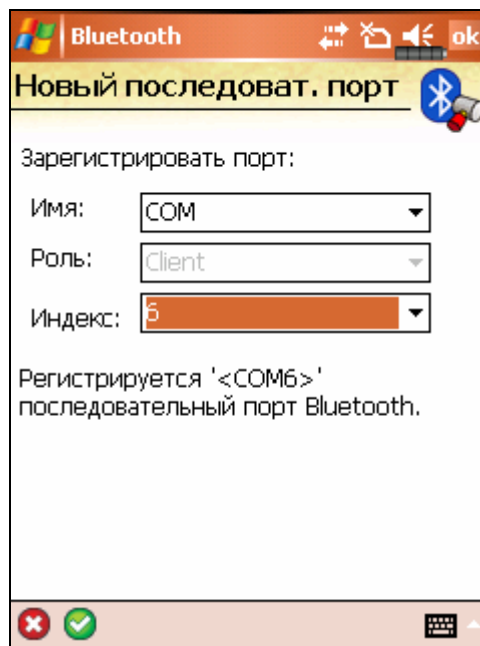 Bluetooth
ok
Новый последоват. порт
Зарегистрировать порт:
Имя: COM
Роль: Client
Индекс: 6
Регистрируется '<COM6>'
последовательный порт Bluetooth.